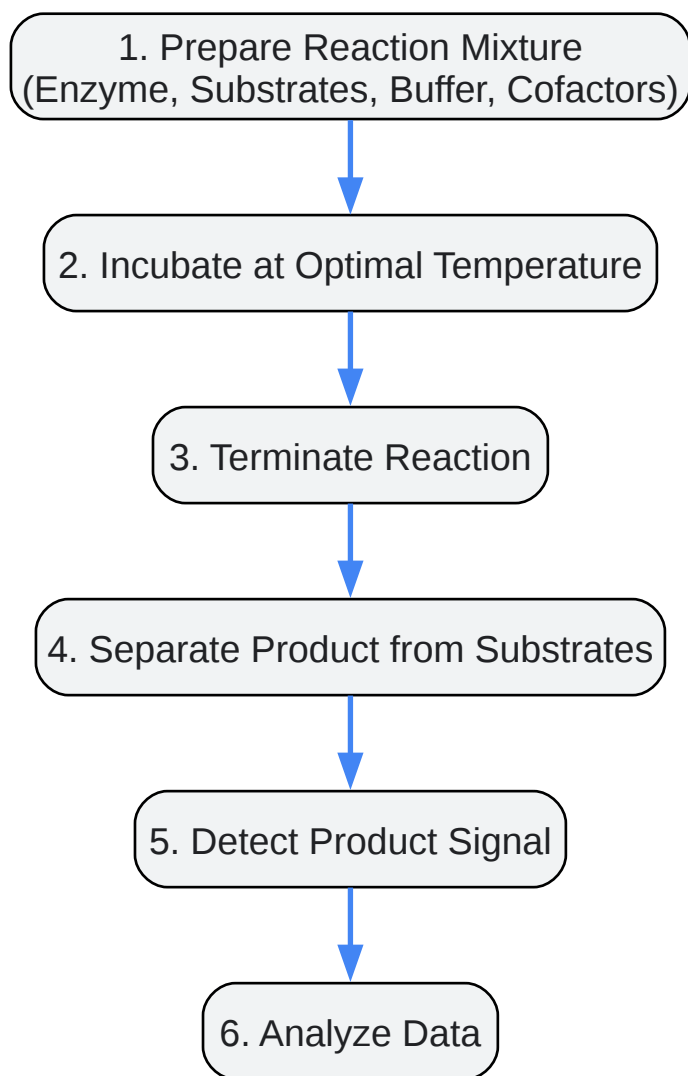 1. Prepare Reaction Mixture
(Enzyme, Substrates, Buffer, Cofactors)
2. Incubate at Optimal Temperature
3. Terminate Reaction
4. Separate Product from Substrates
5. Detect Product Signal
6. Analyze Data